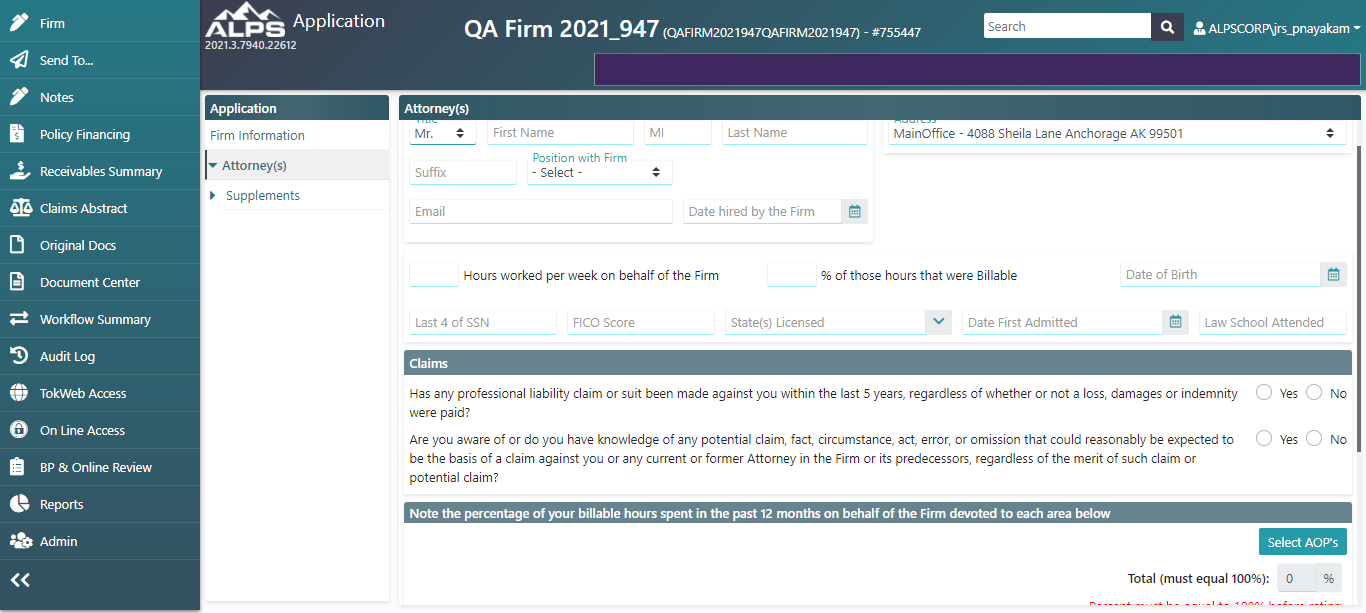 Firm
Send To...
Notes
Policy Financing
Receivables Summary
Claims Abstract
Original Docs
Document Center
Workflow Summary
Audit Log
TokWeb Access
On Line Access
BP & Online Review
Reports
Admin
ALPS Application
2021.3.7940.22612
QA Firm 2021_947 (QAFIRM2021947QAFIRM2021947) - #755447
Search
ALPSCORP\jrs_pnayakam
Application
Firm Information
Attorney(s)
Supplements
Attorney(s)
Title
Mr.
First Name
MI
Last Name
Address
MainOffice - 4088 Sheila Lane Anchorage AK 99501
Suffix
Position with Firm
- Select -
Email
Date hired by the Firm
Hours worked per week on behalf of the Firm
% of those hours that were Billable
Date of Birth
Last 4 of SSN
FICO Score
State(s) Licensed
Date First Admitted
Law School Attended
Claims
Has any professional liability claim or suit been made against you within the last 5 years, regardless of whether or not a loss, damages or indemnity
were paid?
Yes No
Are you aware of or do you have knowledge of any potential claim, fact, circumstance, act, error, or omission that could reasonably be expected to
be the basis of a claim against you or any current or former Attorney in the Firm or its predecessors, regardless of the merit of such claim or
potential claim?
Yes No
Note the percentage of your billable hours spent in the past 12 months on behalf of the Firm devoted to each area below
Select AOP's
Total (must equal 100%): 0 %
Percent must be equal to 100% before rating